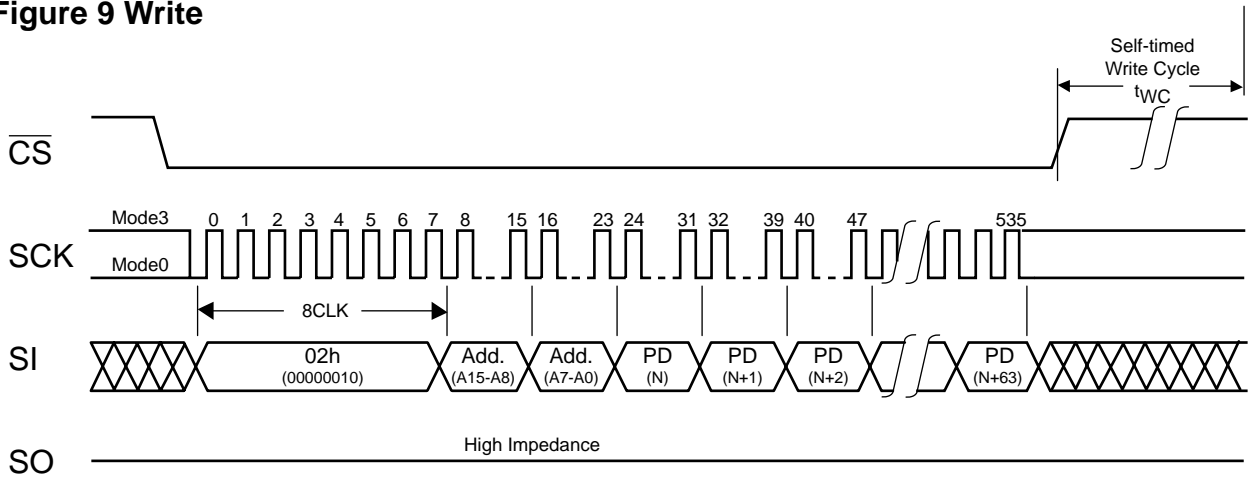 Figure 9 Write
Self-timed
Write Cycle
tWC
CS
Mode3
0 1 2 3 4 5 6 7 8 15 16 23 24 31 32 39 40 47 535
SCK
Mode0
8CLK
SI
02h
(00000010)
Add.
(A15-A8)
Add.
(A7-A0)
PD
(N)
PD
(N+1)
PD
(N+2)
PD
(N+63)
High Impedance
SO